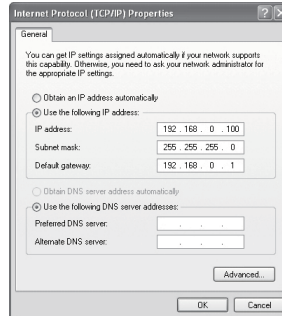 Internet Protocol (TCP/IP) Properties
General
You can get IP settings assigned automatically if your network supports
this capability. Otherwise, you need to ask your network administrator for
the appropriate IP settings.
Obtain an IP address automatically
Use the following IP address:
IP address: 192 . 168 . 0 . 100
Subnet mask: 255 . 255 . 255 . 0
Default gateway: 192 . 168 . 0 . 1
Obtain DNS server address automatically
Use the following DNS server addresses:
Preferred DNS server: . . .
Alternate DNS server: . . .
Advanced...
OK Cancel